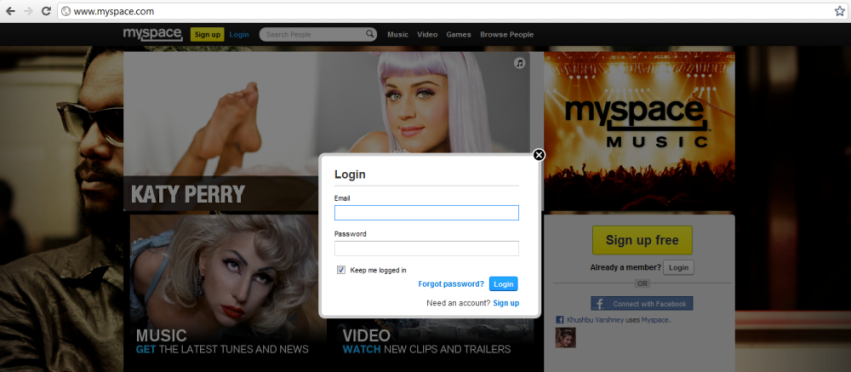 www.myspace.com
myspace Sign up Login Search People Music Video Games Browse People
myspace
MUSIC
KATY PERRY
Login
Email
Password
Keep me logged in
Forgot password? Login
Need an account? Sign up
Sign up free
Already a member? Login
OR
Connect with Facebook
Khushbu Varshney uses Myspace.
MUSIC
GET THE LATEST TUNES AND NEWS
VIDEO
WATCH NEW CLIPS AND TRAILERS